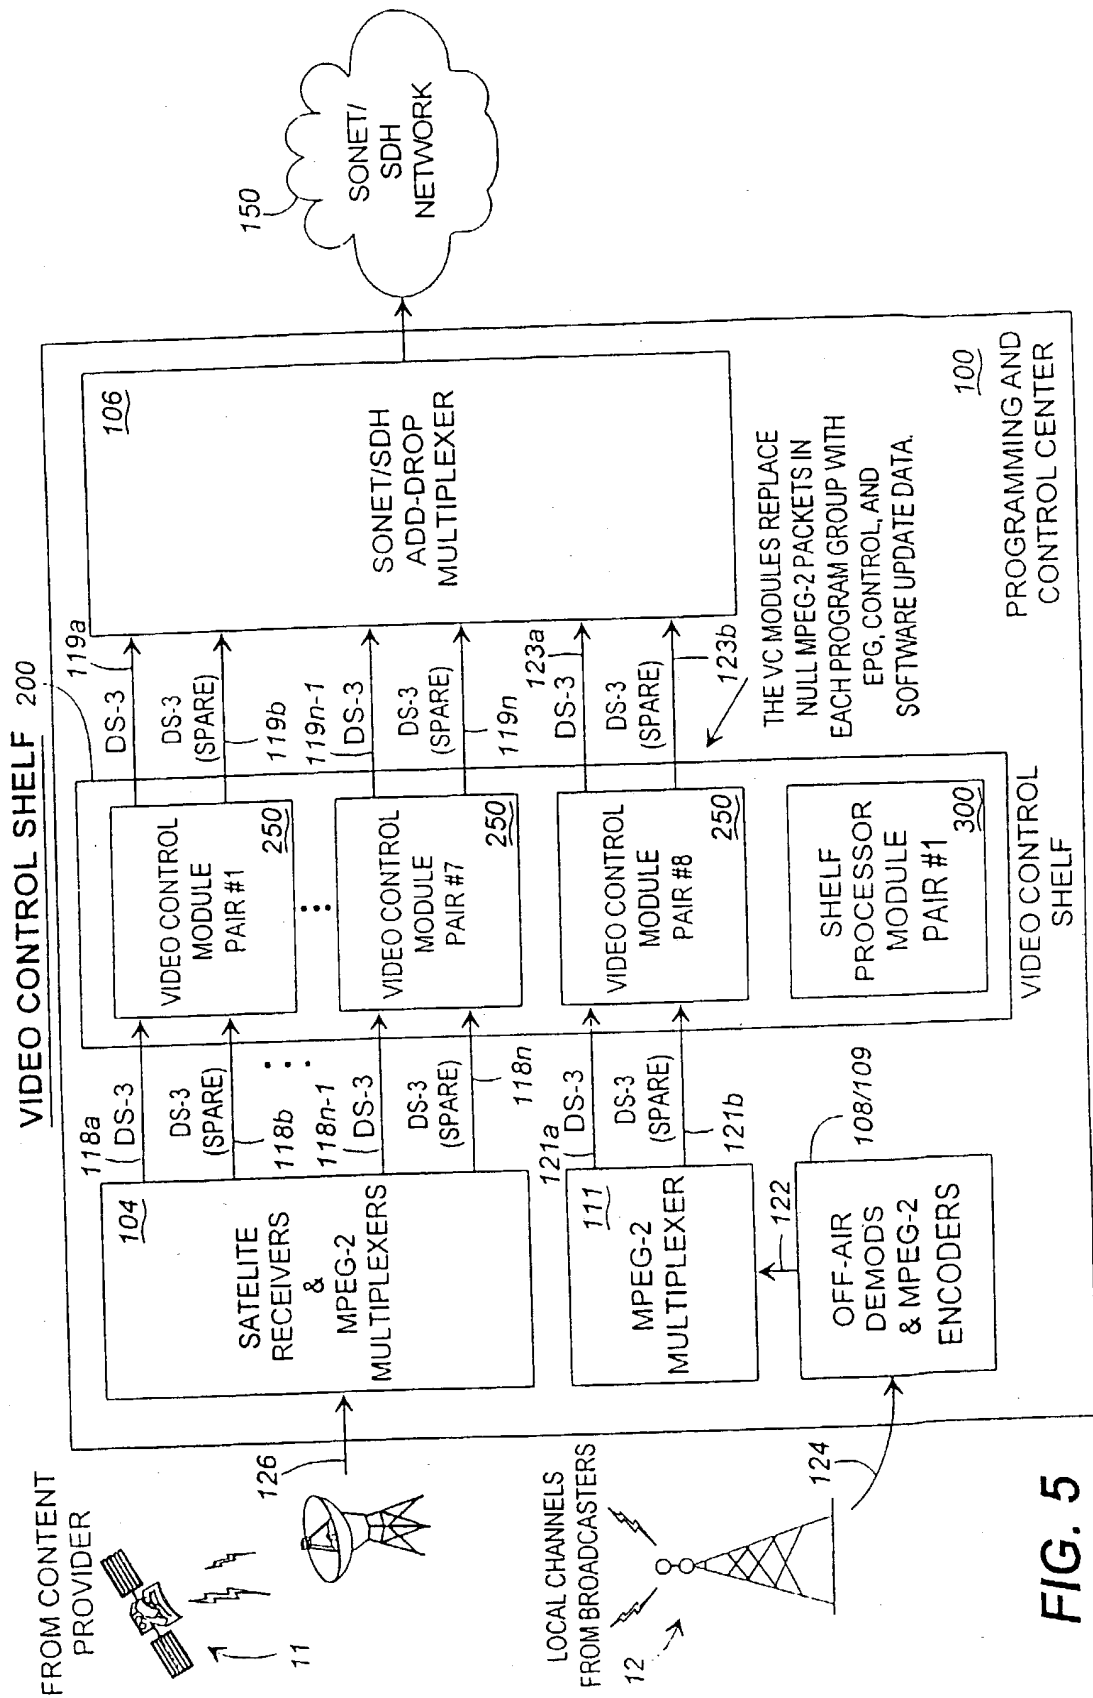 VIDEO CONTROL SHELF
FROM CONTENT
PROVIDER
11
126
LOCAL CHANNELS
FROM BROADCASTERS
12
124
104
SATELITE
RECEIVERS
&
MPEG-2
MULTIPLEXERS
111
MPEG-2
MULTIPLEXER
122
108/109
OFF-AIR
DEMODS
& MPEG-2
ENCODERS
118a
DS-3
DS-3
(SPARE)
118b
118n-1
DS-3
DS-3
(SPARE)
118n
121a
DS-3
DS-3
(SPARE)
121b
200
VIDEO CONTROL
MODULE
PAIR #1
250
VIDEO CONTROL
MODULE
PAIR #7
250
VIDEO CONTROL
MODULE
PAIR #8
250
SHELF
PROCESSOR
MODULE
PAIR #1
300
VIDEO CONTROL
SHELF
119a
DS-3
DS-3
(SPARE)
119b
119n-1
DS-3
DS-3
(SPARE)
119n
123a
DS-3
DS-3
(SPARE)
123b
106
SONET/SDH
ADD-DROP
MULTIPLEXER
THE VC MODULES REPLACE
NULL MPEG-2 PACKETS IN
EACH PROGRAM GROUP WITH
EPG, CONTROL, AND
SOFTWARE UPDATE DATA.
100
PROGRAMMING AND
CONTROL CENTER
150
SONET/
SDH
NETWORK
FIG. 5